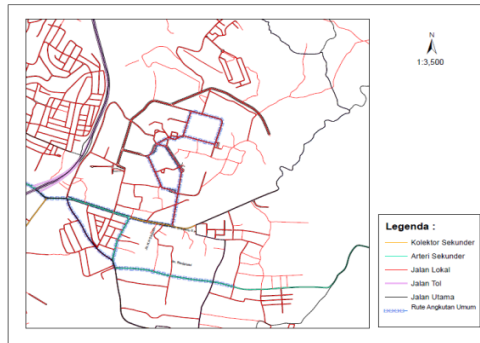 N
1:3,500
Legenda :
Kolektor Sekunder
Arteri Sekunder
Jalan Lokal
Jalan Tol
Jalan Utama
Rute Angkutan Umum